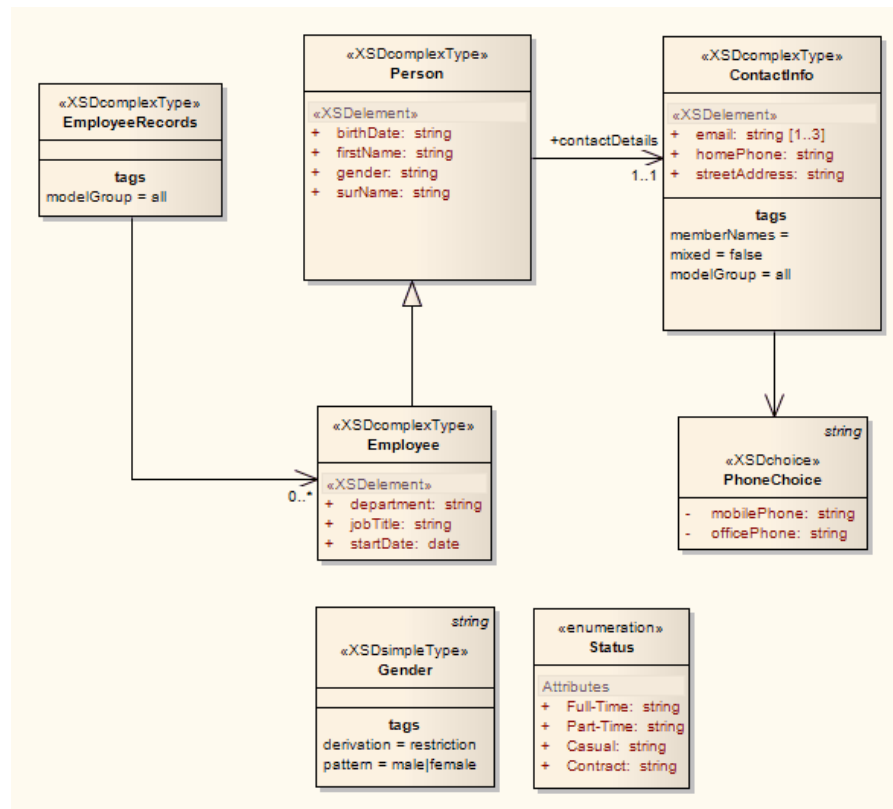 «XSDcomplexType»
EmployeeRecords
tags
modelGroup = all
«XSDcomplexType»
Person
«XSDelement»
+ birthDate: string
+ firstName: string
+ gender: string
+ surName: string
+contactDetails
1..1
«XSDcomplexType»
ContactInfo
«XSDelement»
+ email: string [1..3]
+ homePhone: string
+ streetAddress: string
tags
memberNames =
mixed = false
modelGroup = all
0..*
«XSDcomplexType»
Employee
«XSDelement»
+ department: string
+ jobTitle: string
+ startDate: date
string
«XSDchoice»
PhoneChoice
- mobilePhone: string
- officePhone: string
string
«XSDsimpleType»
Gender
tags
derivation = restriction
pattern = male|female
«enumeration»
Status
Attributes
+ Full-Time: string
+ Part-Time: string
+ Casual: string
+ Contract: string